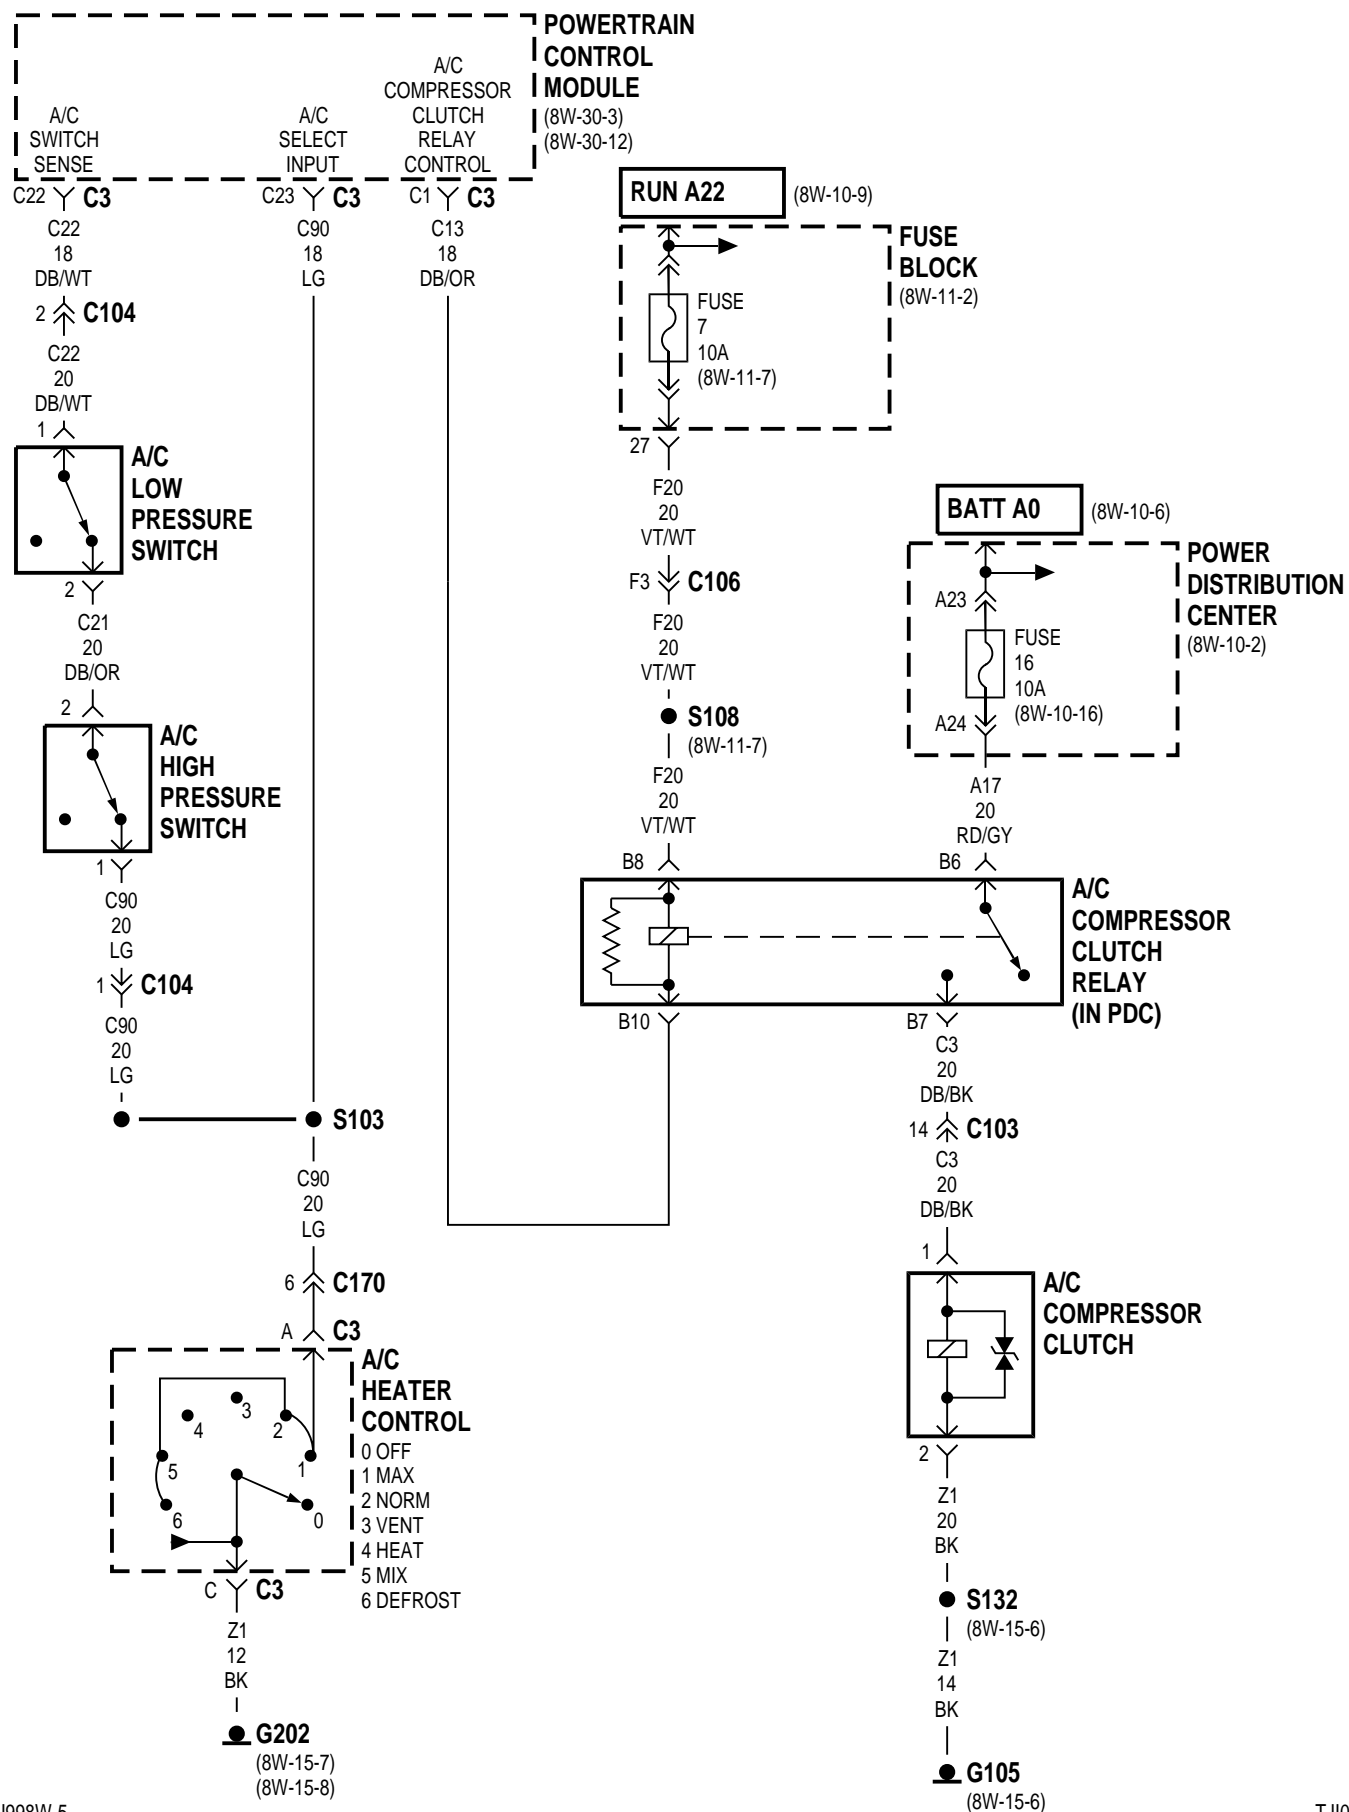 POWERTRAIN
CONTROL
MODULE
(8W-30-3)
(8W-30-12)
A/C
SWITCH
SENSE
A/C
SELECT
INPUT
A/C
COMPRESSOR
CLUTCH
RELAY
CONTROL
C22 C3
C23 C3
C1 C3
C22
18
DB/WT
C90
18
LG
C13
18
DB/OR
2 C104
C22
20
DB/WT
1
A/C
LOW
PRESSURE
SWITCH
2
C21
20
DB/OR
2
A/C
HIGH
PRESSURE
SWITCH
1
C90
20
LG
1 C104
C90
20
LG
S103
C90
20
LG
6 C170
A C3
A/C
HEATER
CONTROL
0 OFF
1 MAX
2 NORM
3 VENT
4 HEAT
5 MIX
6 DEFROST
3
4
2
5
1
6
0
C C3
Z1
12
BK
G202
(8W-15-7)
(8W-15-8)
RUN A22 (8W-10-9)
FUSE
BLOCK
(8W-11-2)
FUSE
7
10A
(8W-11-7)
27
F20
20
VT/WT
F3 C106
F20
20
VT/WT
S108
(8W-11-7)
F20
20
VT/WT
B8
BATT A0 (8W-10-6)
POWER
DISTRIBUTION
CENTER
(8W-10-2)
A23
FUSE
16
10A
(8W-10-16)
A24
A17
20
RD/GY
B6
A/C
COMPRESSOR
CLUTCH
RELAY
(IN PDC)
B10
B7
C3
20
DB/BK
14 C103
C3
20
DB/BK
1
A/C
COMPRESSOR
CLUTCH
2
Z1
20
BK
S132
(8W-15-6)
Z1
14
BK
G105
(8W-15-6)